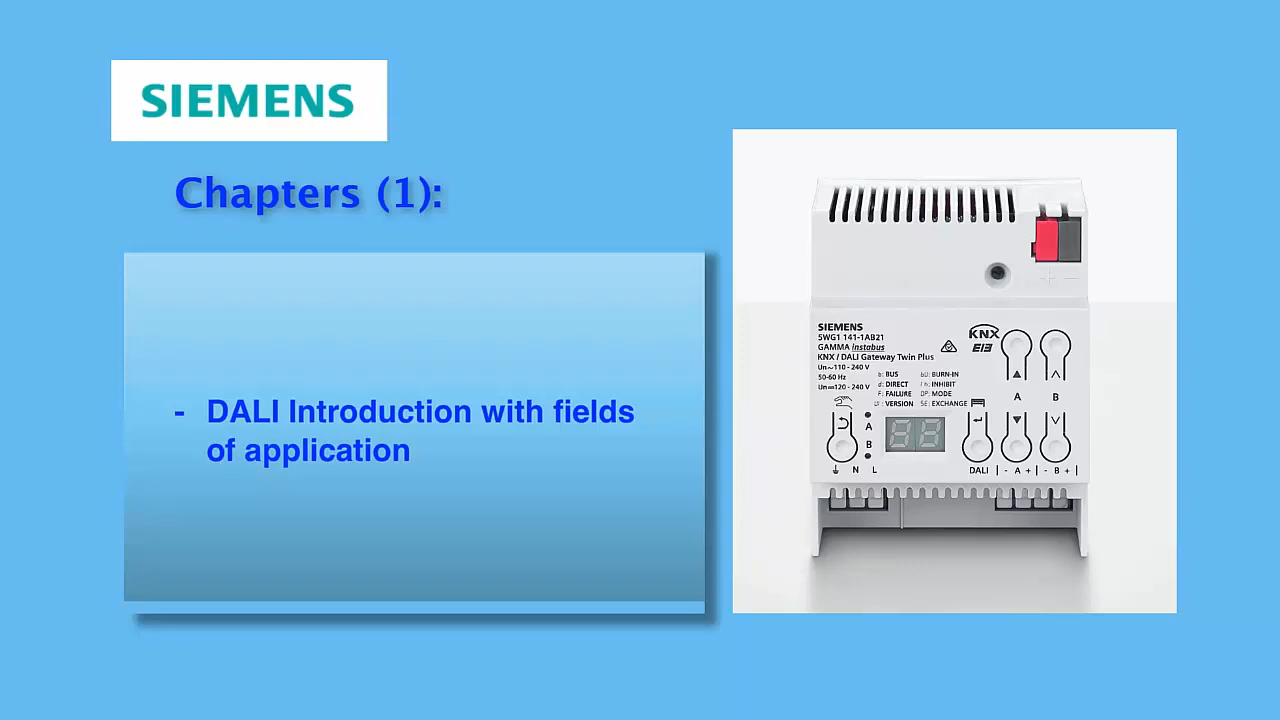 SIEMENS
Chapters (1):
- DALI Introduction with fields
of application
+ -
SIEMENS
5WG1 141-1AB21
GAMMA instabus
KNX / DALI Gateway Twin Plus
Un~110 - 240 V
50-60 Hz
Un=120 - 240 V
KNX
EIB
b: BUS
d: DIRECT
F: FAILURE
: VERSION
bu: BURN-IN
: INHIBIT
OP: MODE
SE: EXCHANGE
A B
A
B
N L
DALI - A + - B +